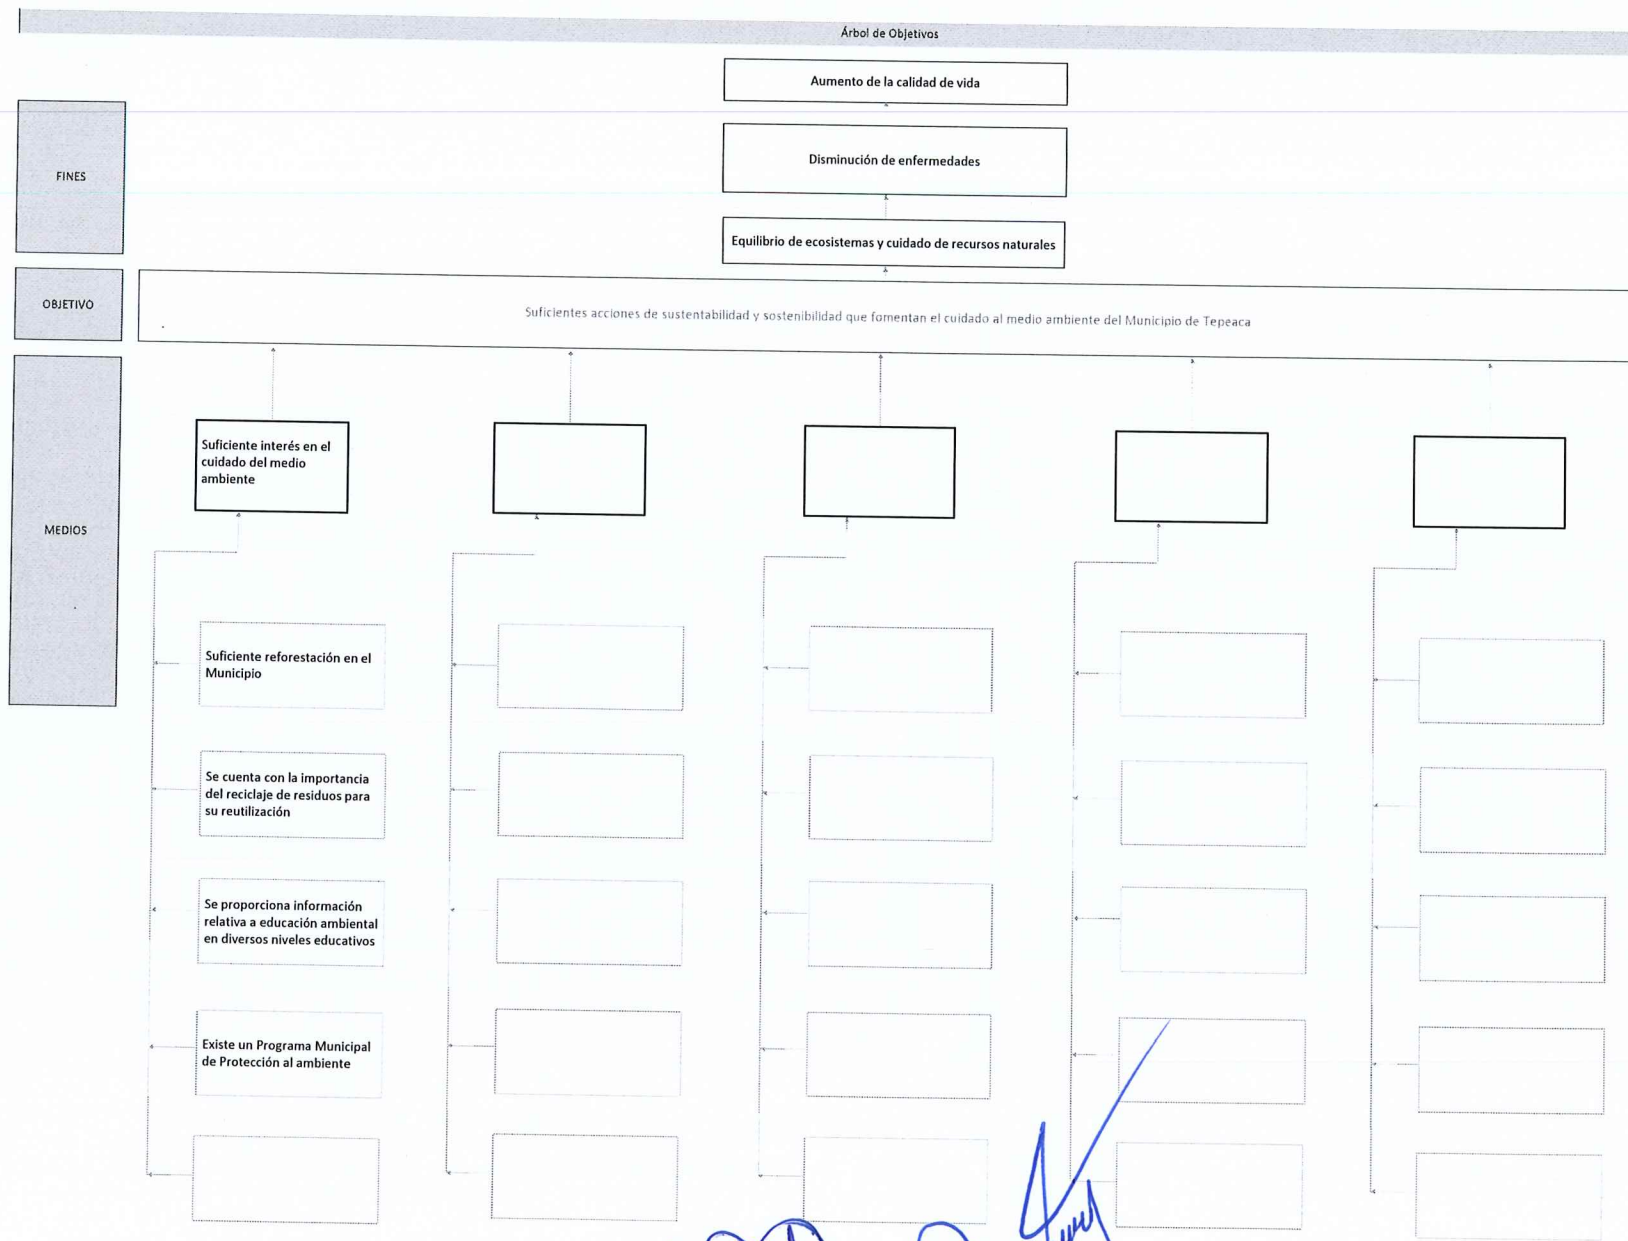 Árbol de Objetivos
Aumento de la calidad de vida
FINES
Disminución de enfermedades
Equilibrio de ecosistemas y cuidado de recursos naturales
OBJETIVO
Suficientes acciones de sustentabilidad y sostenibilidad que fomentan el cuidado al medio ambiente del Municipio de Tepeaca
MEDIOS
Suficiente interés en el
cuidado del medio
ambiente
Suficiente reforestación en el
Municipio
Se cuenta con la importancia
del reciclaje de residuos para
su reutilización
Se proporciona información
relativa a educación ambiental
en diversos niveles educativos
Existe un Programa Municipal
de Protección al ambiente